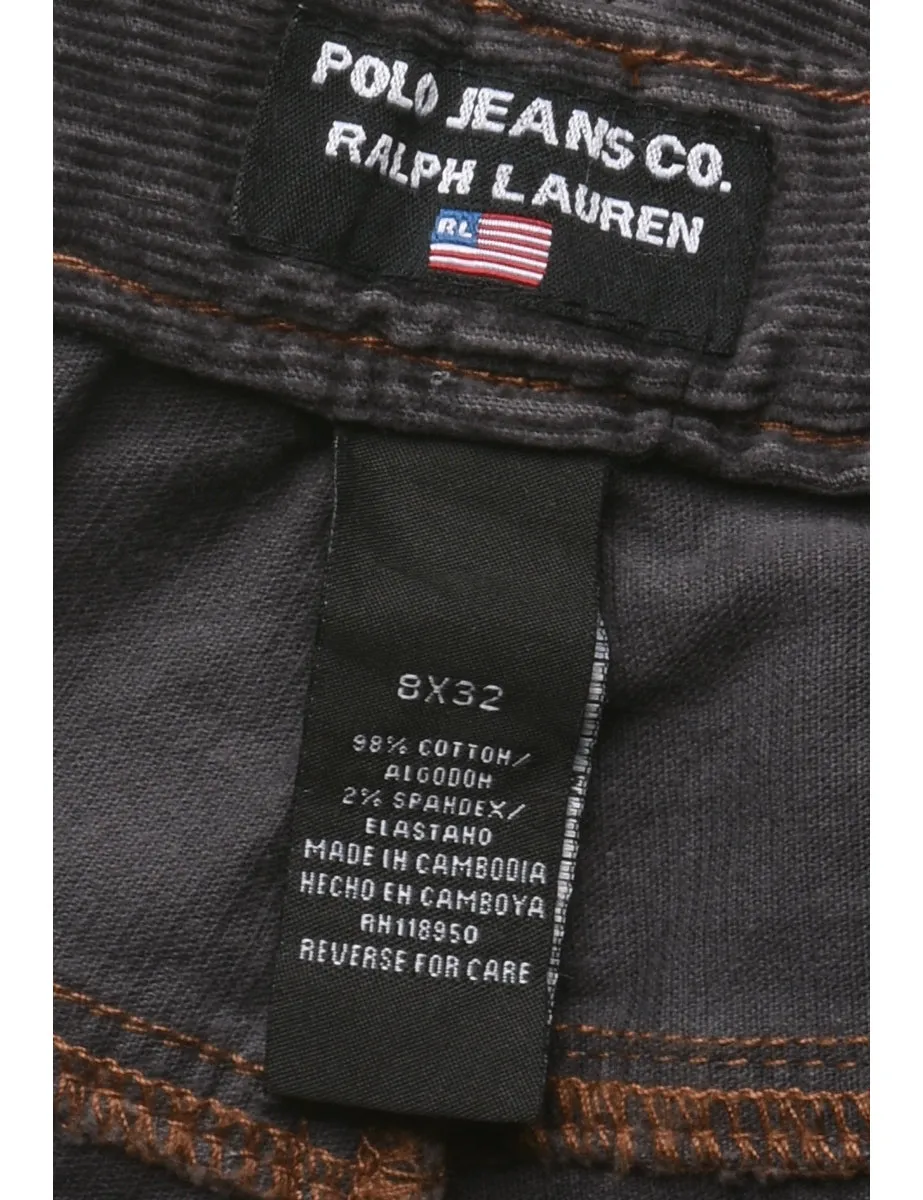 POLO JEANS CO.
RALPH LAUREN
RL
8X32
98% COTTON/
ALGODON
2% SPANDEX/
ELASTANO
MADE IN CAMBODIA
HECHO EN CAMBOYA
RN118950
REVERSE FOR CARE